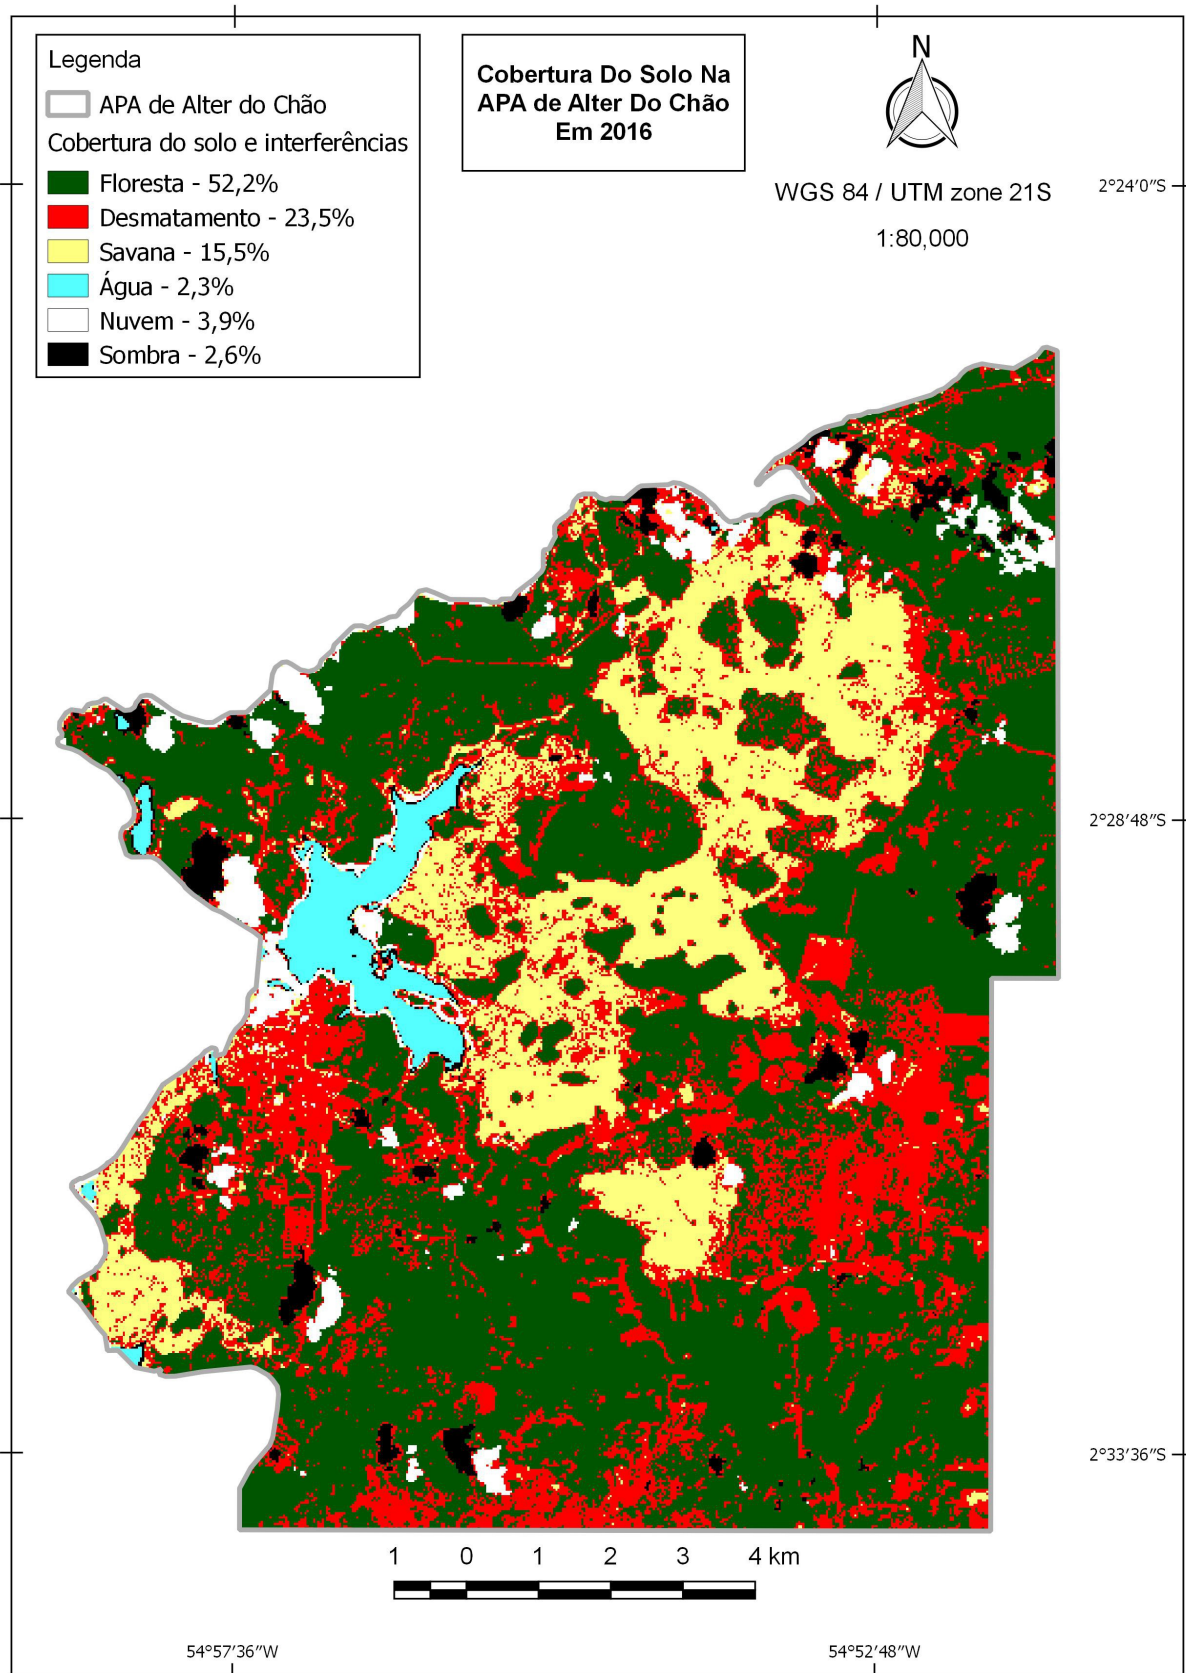 Legenda
APA de Alter do Chão
Cobertura do solo e interferências
Floresta - 52,2%
Desmatamento - 23,5%
Savana - 15,5%
Água - 2,3%
Nuvem - 3,9%
Sombra - 2,6%
Cobertura Do Solo Na
APA de Alter Do Chão
Em 2016
N
WGS 84 / UTM zone 21S
1:80,000
2°24′0″S
2°28′48″S
2°33′36″S
1 0 1 2 3 4 km
54°57′36″W 54°52′48″W